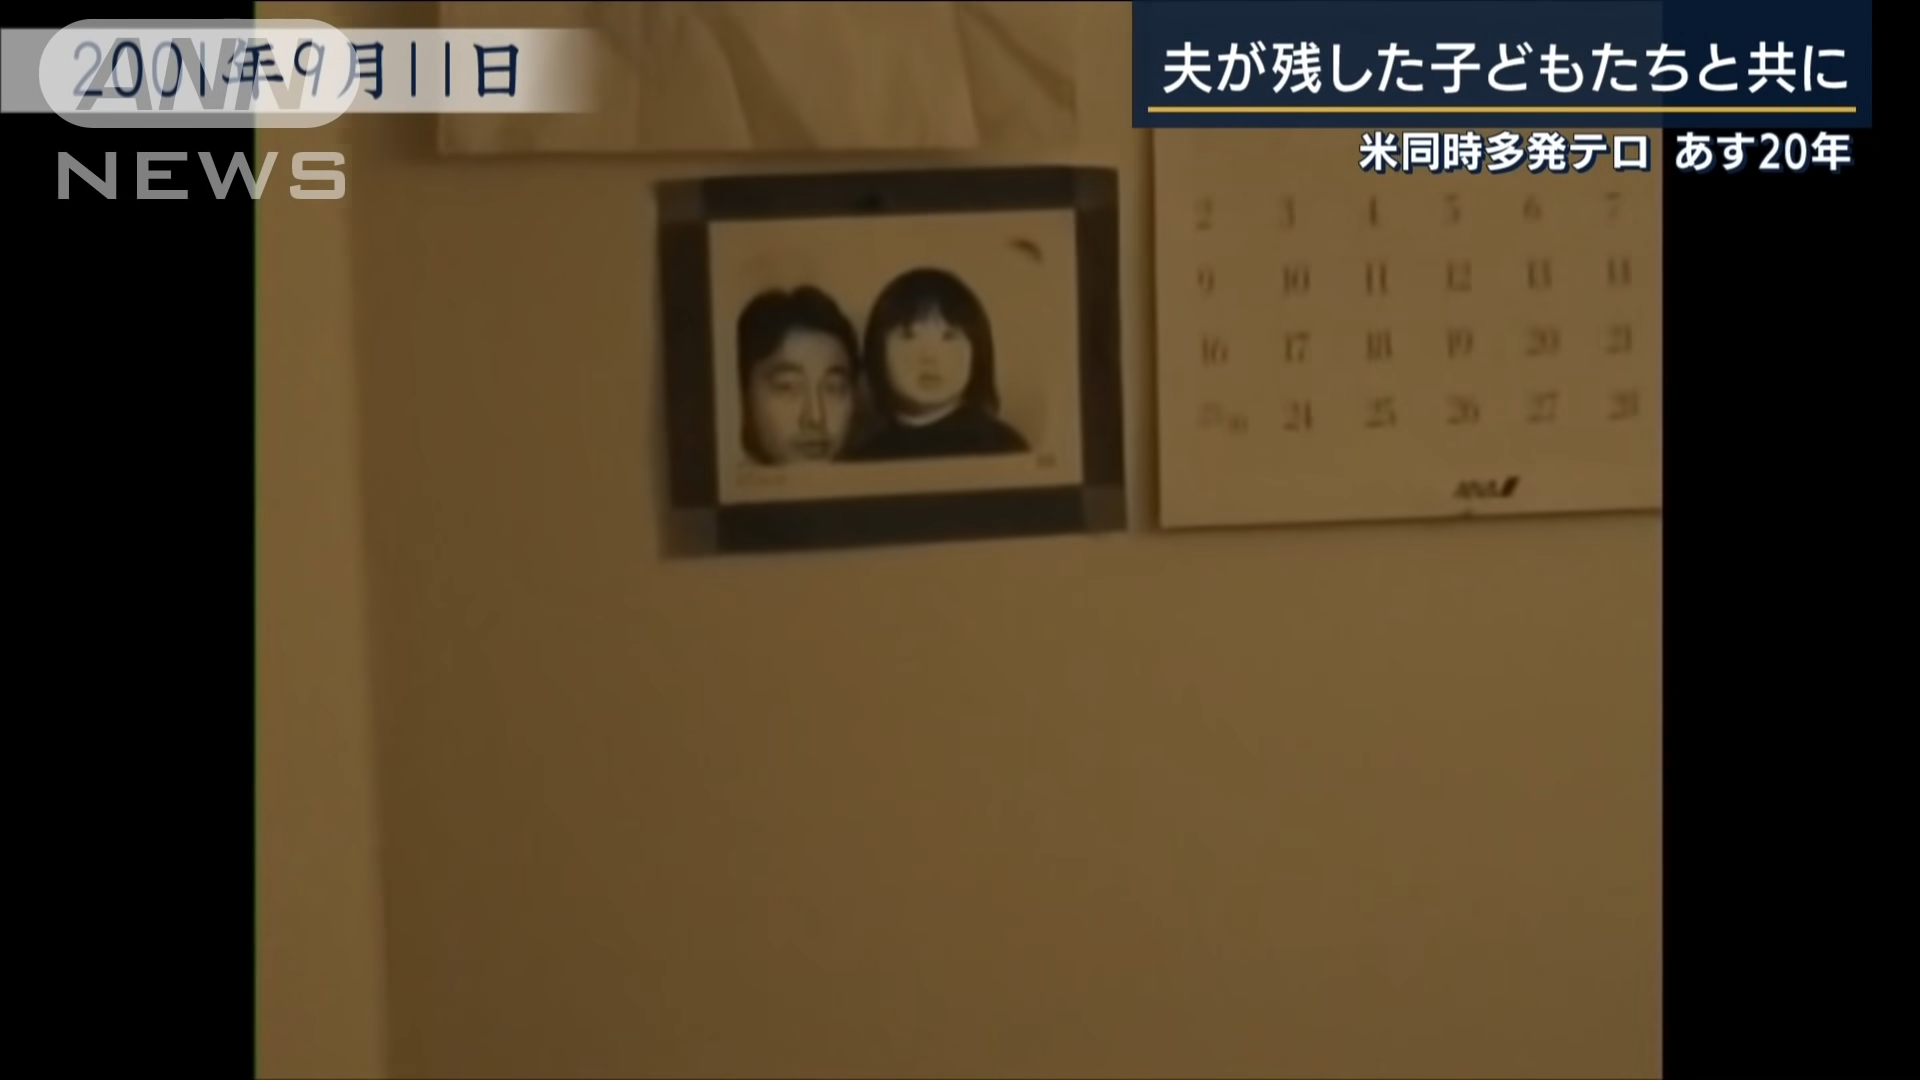 2001年9月11日
ANN
NEWS
夫が残した子どもたちと共に
米同時多発テロ あす20年
2 3 4 5 6 7
9 10 11 12 13 14
16 17 18 19 20 21
24 25 26 27 28
ANA